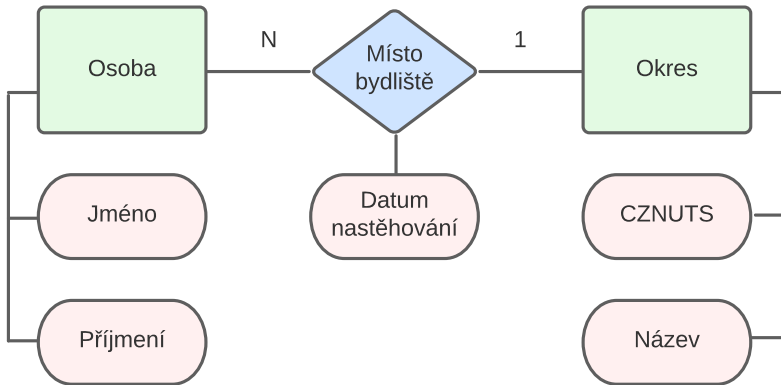 N
1
Osoba
Místo
bydliště
Okres
Jméno
Datum
nastěhování
CZNUTS
Příjmení
Název